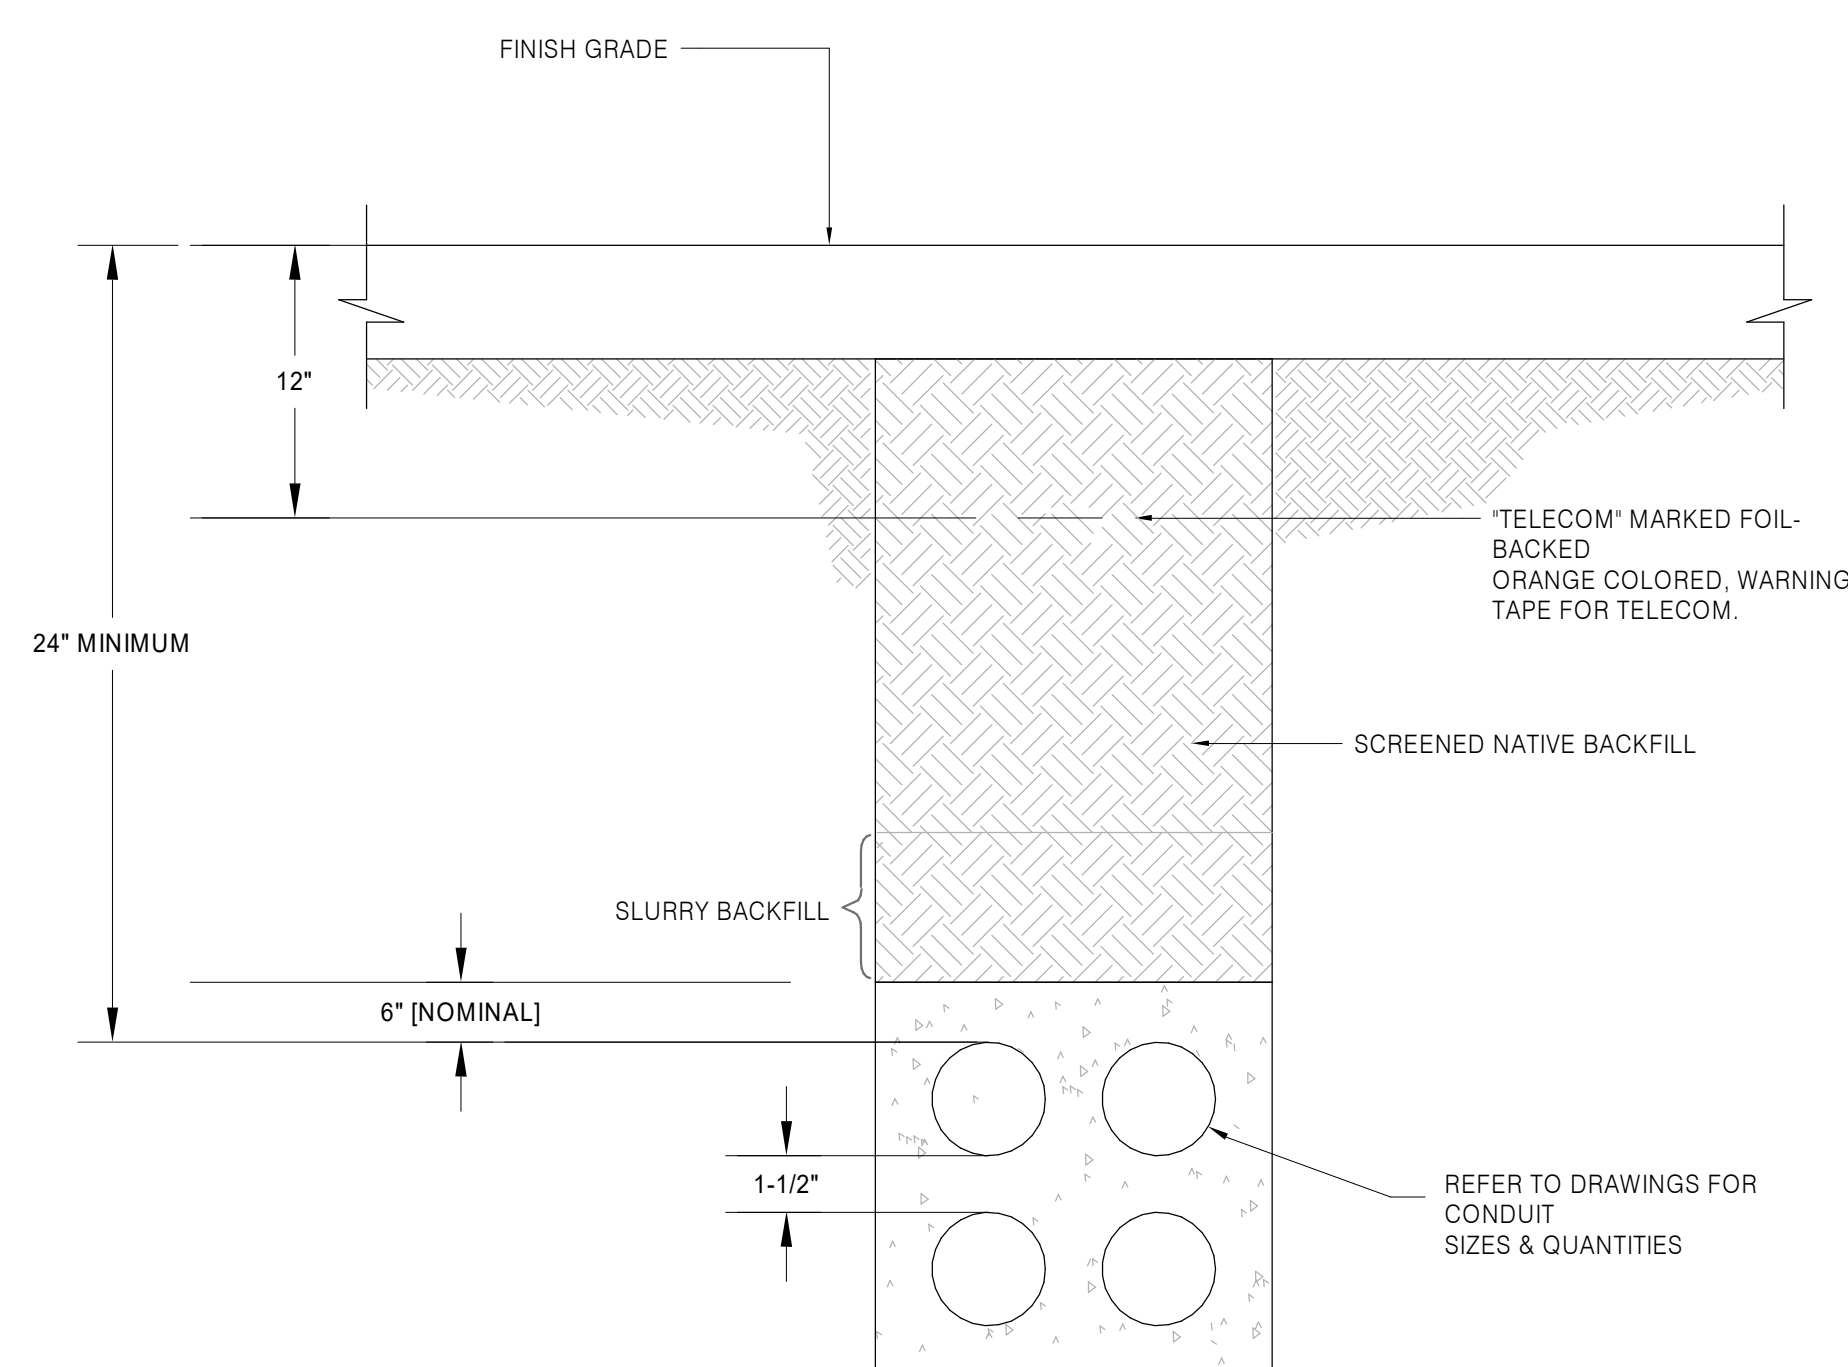 FINISH GRADE
12"
"TELECOM" MARKED FOIL-
BACKED
ORANGE COLORED, WARNING
TAPE FOR TELECOM.
24" MINIMUM
SCREENED NATIVE BACKFILL
SLURRY BACKFILL
6" [NOMINAL]
1-1/2"
REFER TO DRAWINGS FOR
CONDUIT
SIZES & QUANTITIES